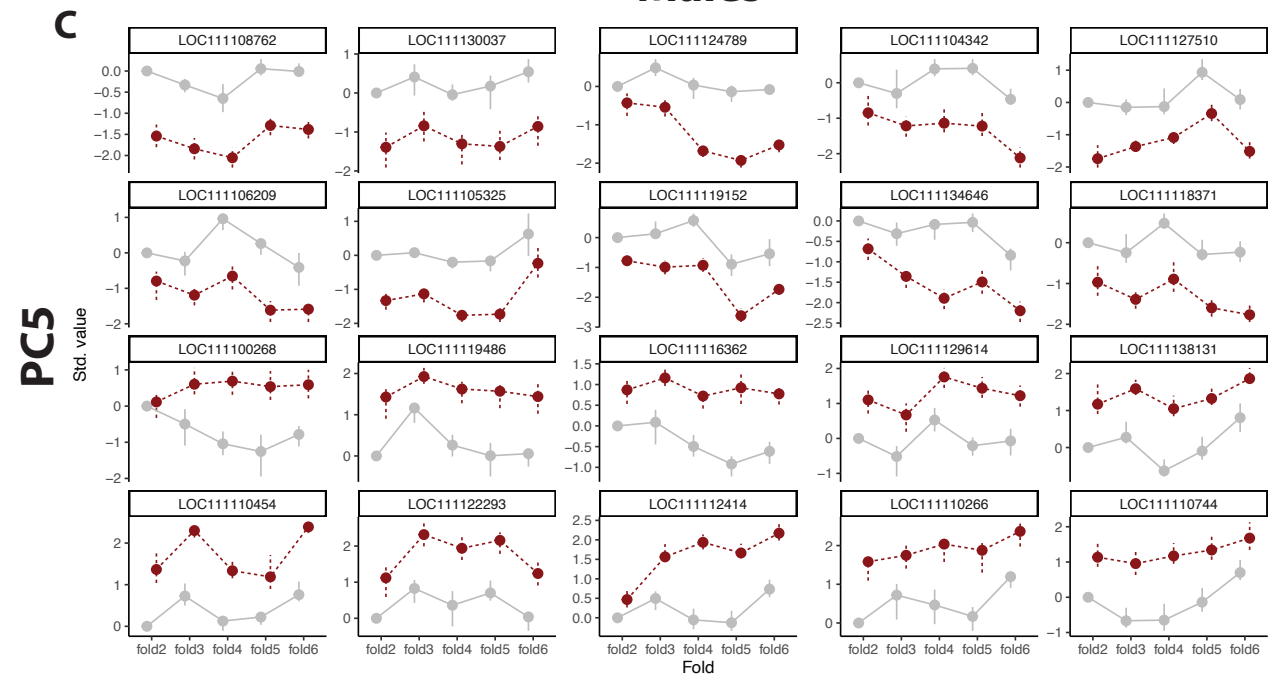 C
LOC111108762 LOC111130037 LOC111124789 LOC111104342 LOC111127510
0.0 −0.5 −1.0 −1.5 −2.0
1 0 −1 −2
0 −1 −2
0 −1 −2
1 0 −1 −2
LOC111106209 LOC111105325 LOC111119152 LOC111134646 LOC111118371
1 0 −1 −2
1 0 −1 −2
0 −1 −2 −3
0.0 −0.5 −1.0 −1.5 −2.0 −2.5
0 −1 −2
PC5
Std. value
LOC111100268 LOC111119486 LOC111116362 LOC111129614 LOC111138131
1 0 −1 −2
2 1 0
1.5 1.0 0.5 0.0 −0.5 −1.0
2 1 0 −1
2 1 0
LOC111110454 LOC111122293 LOC111112414 LOC111110266 LOC111110744
2 1 0
2 1 0
2.5 2.0 1.5 1.0 0.5 0.0
2 1 0
2 1 0 −1
fold2 fold3 fold4 fold5 fold6 fold2 fold3 fold4 fold5 fold6 fold2 fold3 fold4 fold5 fold6 fold2 fold3 fold4 fold5 fold6 fold2 fold3 fold4 fold5 fold6
Fold